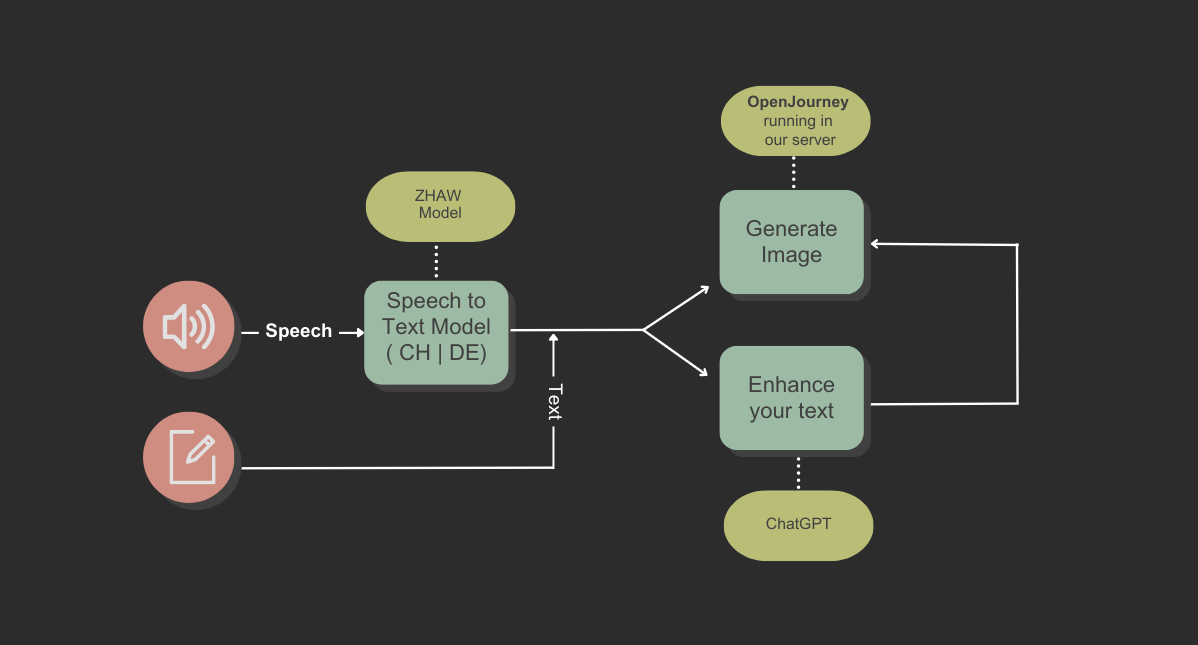 OpenJourney
running in
our server
ZHAW
Model
Generate
Image
Speech to
Text Model
( CH | DE)
Speech
Text
Enhance
your text
ChatGPT